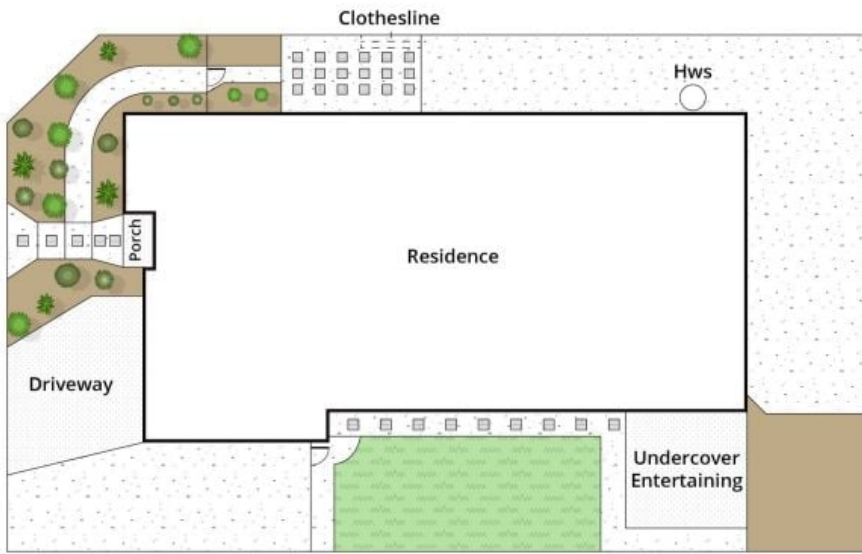 Clothesline
Hws
Porch
Residence
Driveway
Undercover
Entertaining